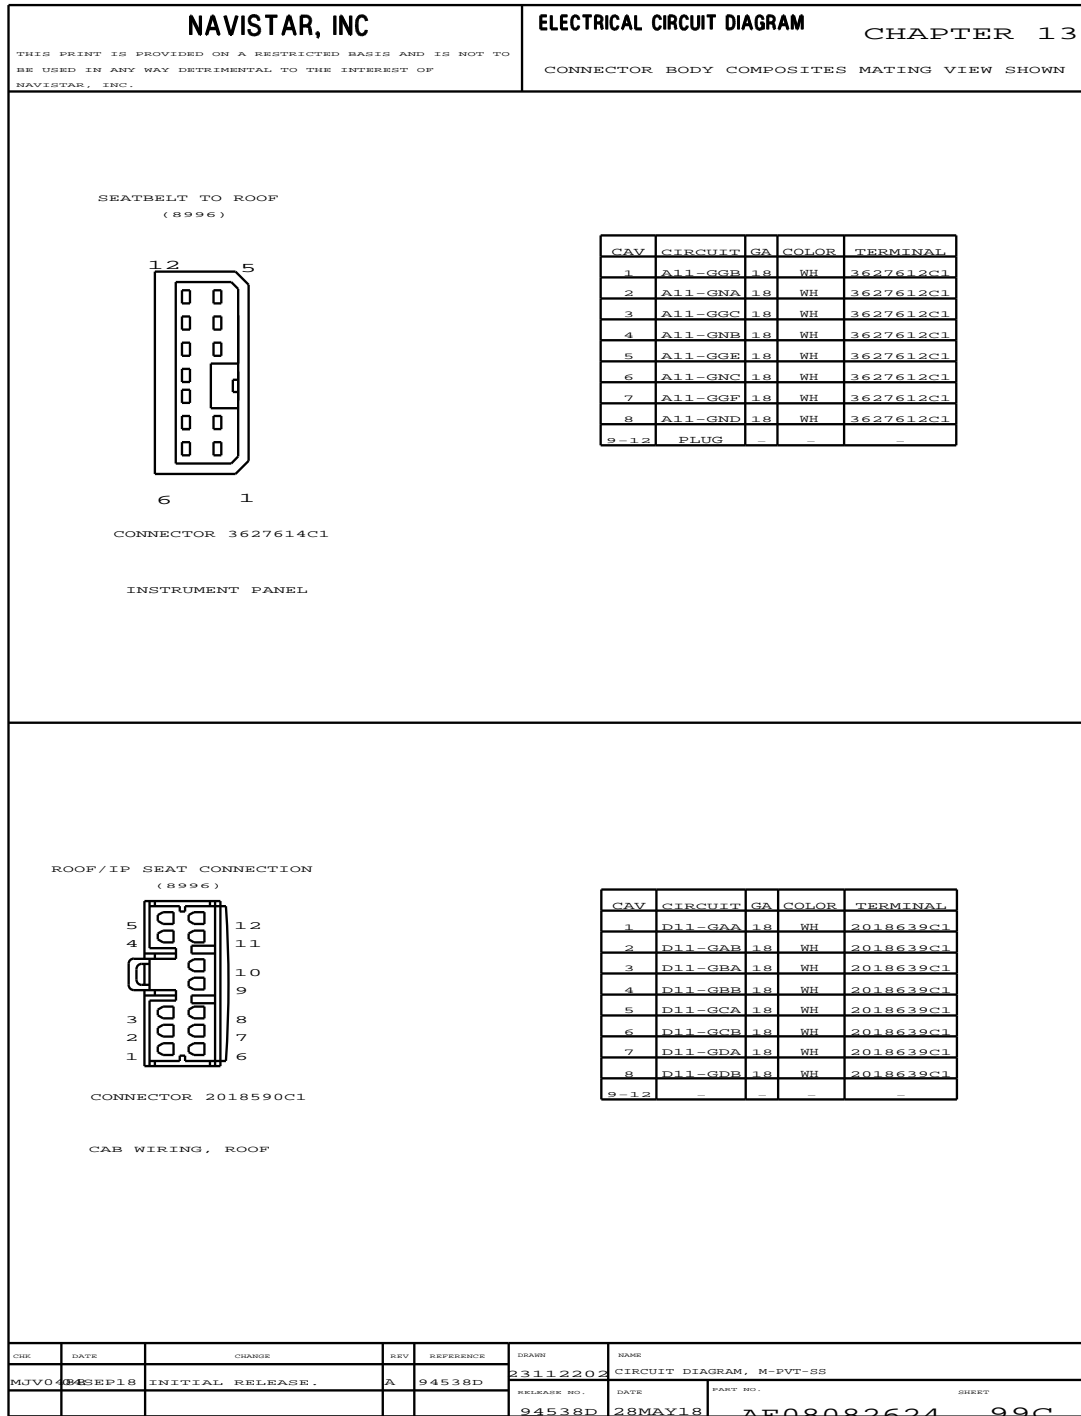 NAVISTAR, INC
THIS PRINT IS PROVIDED ON A RESTRICTED BASIS AND IS NOT TO
BE USED IN ANY WAY DETRIMENTAL TO THE INTEREST OF
NAVISTAR, INC.
ELECTRICAL CIRCUIT DIAGRAM
CHAPTER 13
CONNECTOR BODY COMPOSITES MATING VIEW SHOWN
SEATBELT TO ROOF
(8996)
12 5
6 1
CONNECTOR 3627614C1
INSTRUMENT PANEL
CAV CIRCUIT GA COLOR TERMINAL
1 A11-GGB 18 WH 3627612C1
2 A11-GNA 18 WH 3627612C1
3 A11-GGC 18 WH 3627612C1
4 A11-GNB 18 WH 3627612C1
5 A11-GGE 18 WH 3627612C1
6 A11-GNC 18 WH 3627612C1
7 A11-GGF 18 WH 3627612C1
8 A11-GND 18 WH 3627612C1
9-12 PLUG - - -
ROOF/IP SEAT CONNECTION
(8996)
5 12
4 11
10
9
3 8
2 7
1 6
CONNECTOR 2018590C1
CAB WIRING, ROOF
CAV CIRCUIT GA COLOR TERMINAL
1 D11-GAA 18 WH 2018639C1
2 D11-GAB 18 WH 2018639C1
3 D11-GBA 18 WH 2018639C1
4 D11-GBB 18 WH 2018639C1
5 D11-GCA 18 WH 2018639C1
6 D11-GCB 18 WH 2018639C1
7 D11-GDA 18 WH 2018639C1
8 D11-GDB 18 WH 2018639C1
9-12 - - - -
CHK DATE CHANGE REV REFERENCE
INITIAL RELEASE. A 94538D
DRAWN
23112202
NAME
CIRCUIT DIAGRAM, M-PVT-SS
RELEASE NO.
94538D
DATE
28MAY18
PART NO.
AF08082624
SHEET
99C